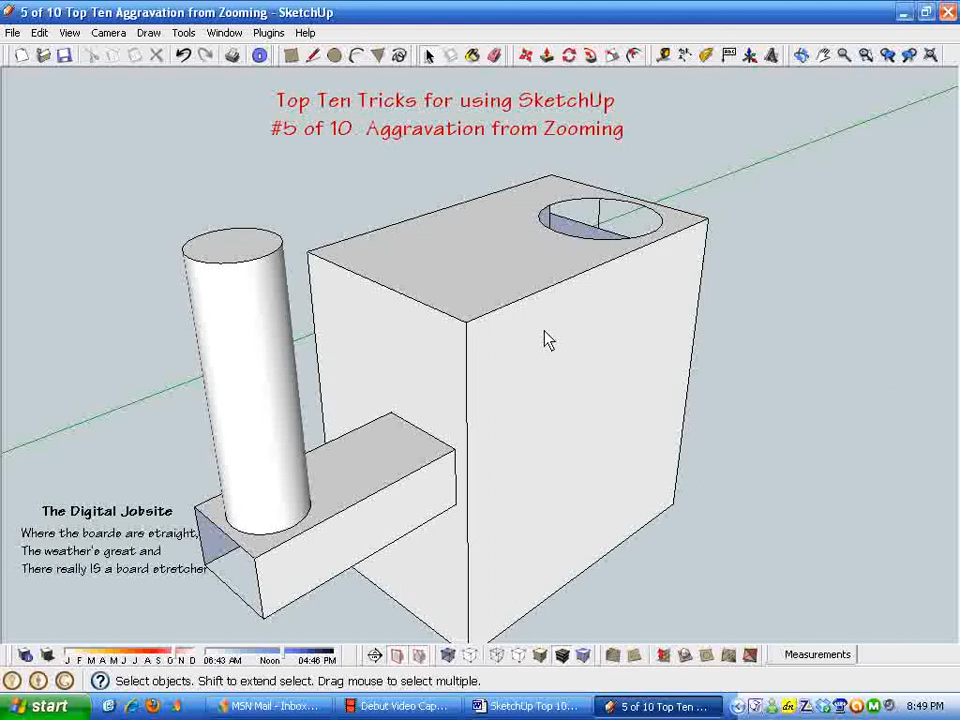 5 of 10 Top Ten Aggravation from Zooming - SketchUp
File Edit View Camera Draw Tools Window Plugins Help
Top Ten Tricks for using SketchUp
#5 of 10. Aggravation from Zooming
The Digital Jobsite
Where the boards are straight,
The weather's great and
There really IS a board stretcher
J F M A M J J A S O N D 06:43 AM Noon 04:46 PM Measurements
Select objects. Shift to extend select. Drag mouse to select multiple.
start MSN Mail - Inbox... Debut Video Cap... SketchUp Top 10... 5 of 10 Top Ten ... 8:49 PM